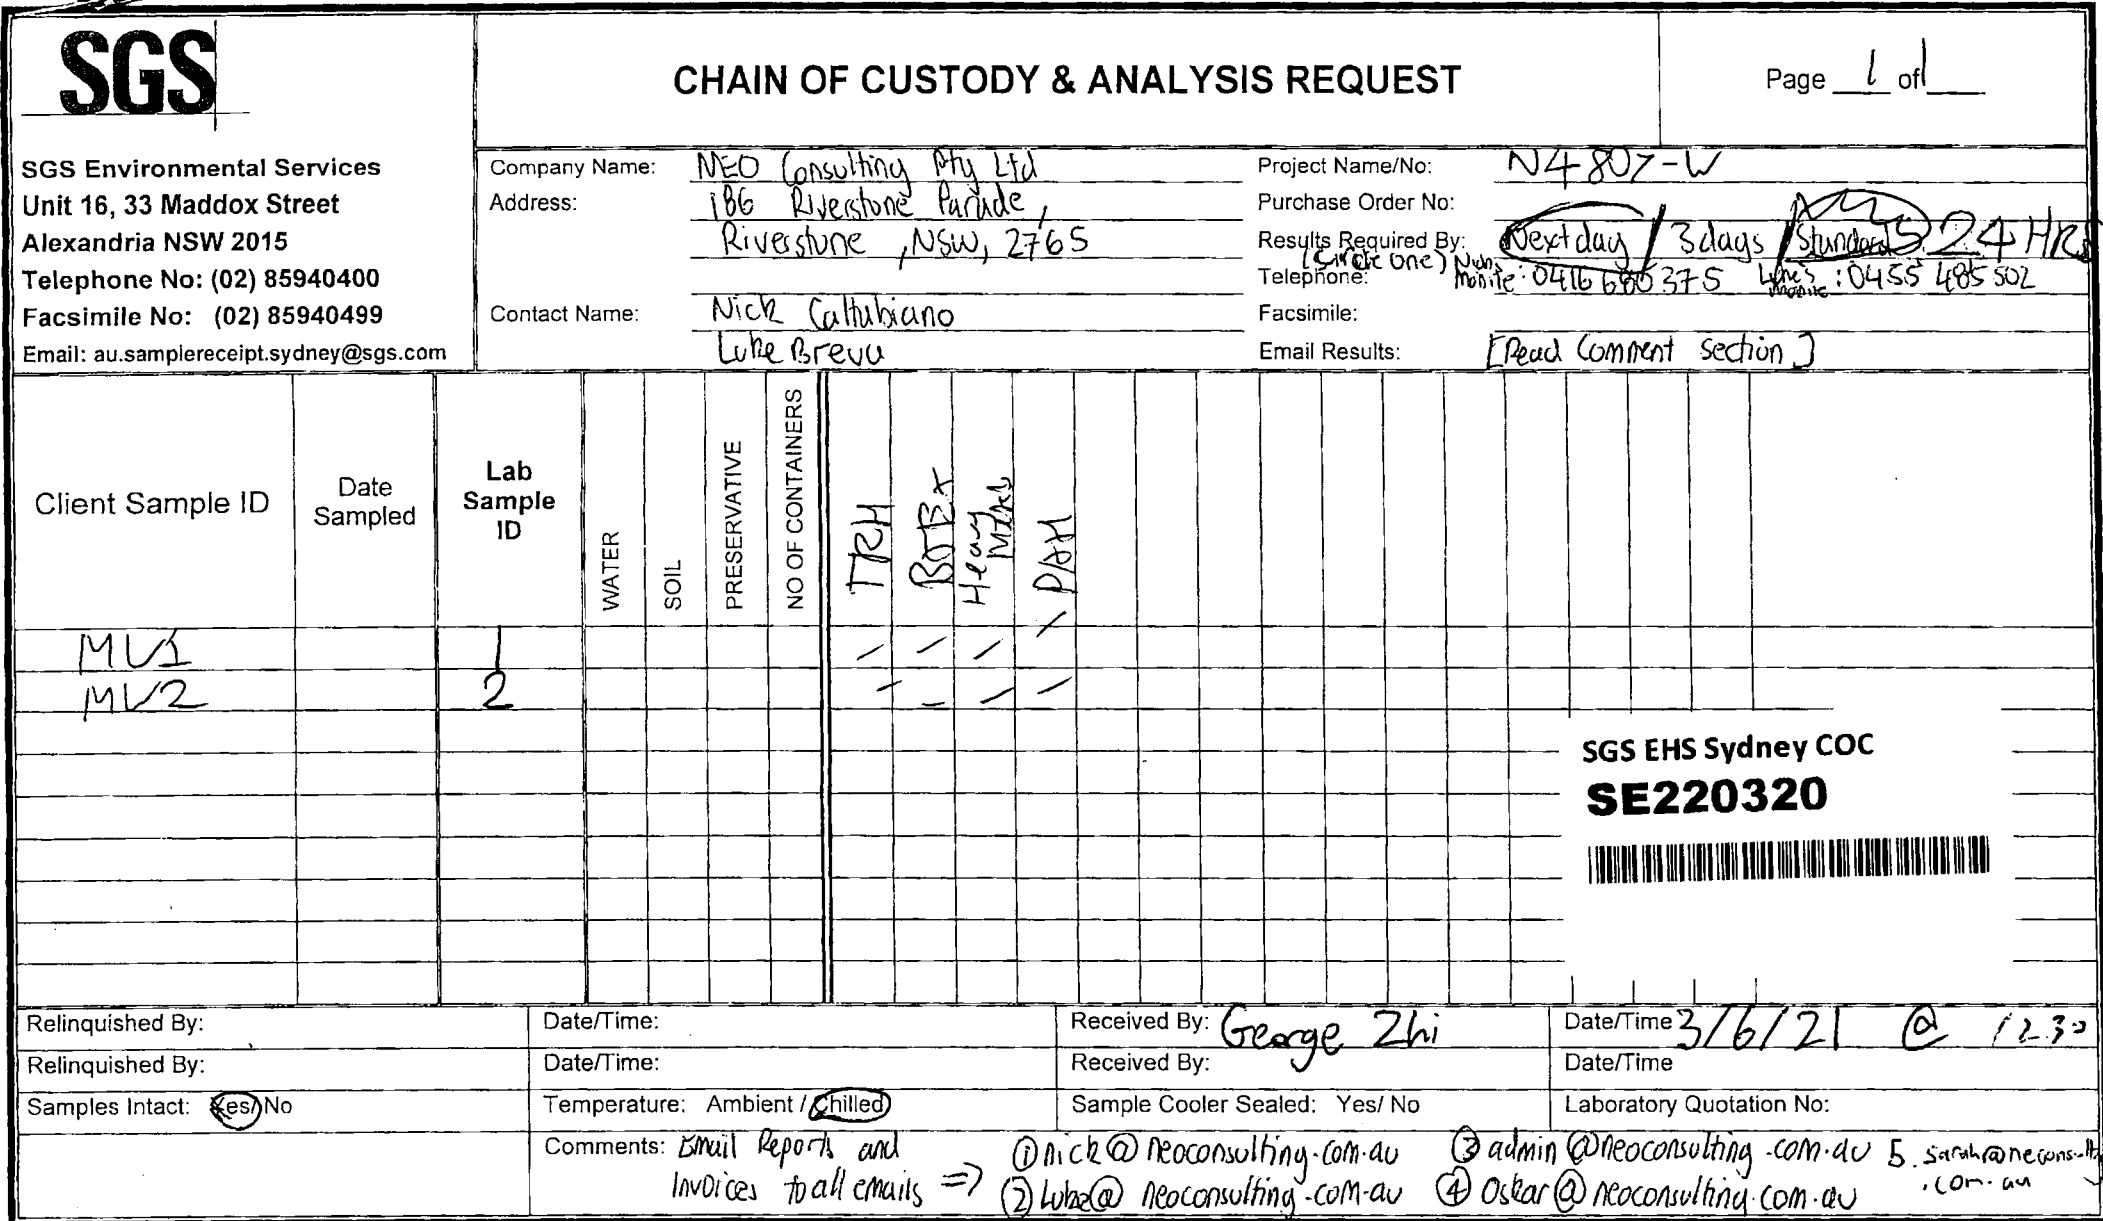 SGS
CHAIN OF CUSTODY & ANALYSIS REQUEST
Page 1 of 1
SGS Environmental Services
Unit 16, 33 Maddox Street
Alexandria NSW 2015
Telephone No: (02) 85940400
Facsimile No: (02) 85940499
Email: au.samplereceipt.sydney@sgs.com
Company Name: NEO Consulting Pty Ltd
Address: 186 Riverstone Parade,
Riverstone, NSW, 2765
Contact Name: Nick Caltabiano
Luke Breva
Project Name/No: N4807-W
Purchase Order No:
Results Required By: Next day / 3 days / Standard 24 HRs
(Circle one)
Telephone: Mobile: 0416 680 375 Luke's Mobile: 0455 485 502
Facsimile:
Email Results: [Read Comment Section]
Client Sample ID
Date Sampled
Lab Sample ID
WATER
SOIL
PRESERVATIVE
NO OF CONTAINERS
TRH
BTEX
Heavy Metals
PAH
MW1 1 / / / /
MW2 2 / / / /
SGS EHS Sydney COC
SE220320
Relinquished By: Date/Time: Received By: George Zhi Date/Time 3/6/21 @ 12.30
Relinquished By: Date/Time: Received By: Date/Time
Samples Intact: Yes/ No Temperature: Ambient / Chilled Sample Cooler Sealed: Yes/ No Laboratory Quotation No:
Comments: Email Reports and
Invoices to all emails =>
① nick@neoconsulting.com.au ③ admin@neoconsulting.com.au 5. sarah@neoconsulting
.com.au
② luke@neoconsulting.com.au ④ Oskar@neoconsulting.com.au